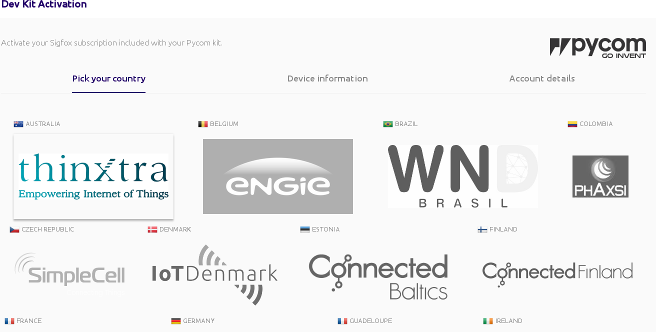 Dev Kit Activation
Activate your Sigfox subscription included with your Pycom kit.
pycom
GO INVENT
Pick your country
Device information
Account details
AUSTRALIA
BELGIUM
BRAZIL
COLOMBIA
thinxtra
Empowering Internet of Things
ENGIE
WND
BRASIL
PHAXSI
CZECH REPUBLIC
DENMARK
ESTONIA
FINLAND
SimpleCell
IoTDenmark
Connected
Baltics
ConnectedFinland
FRANCE
GERMANY
GUADELOUPE
IRELAND